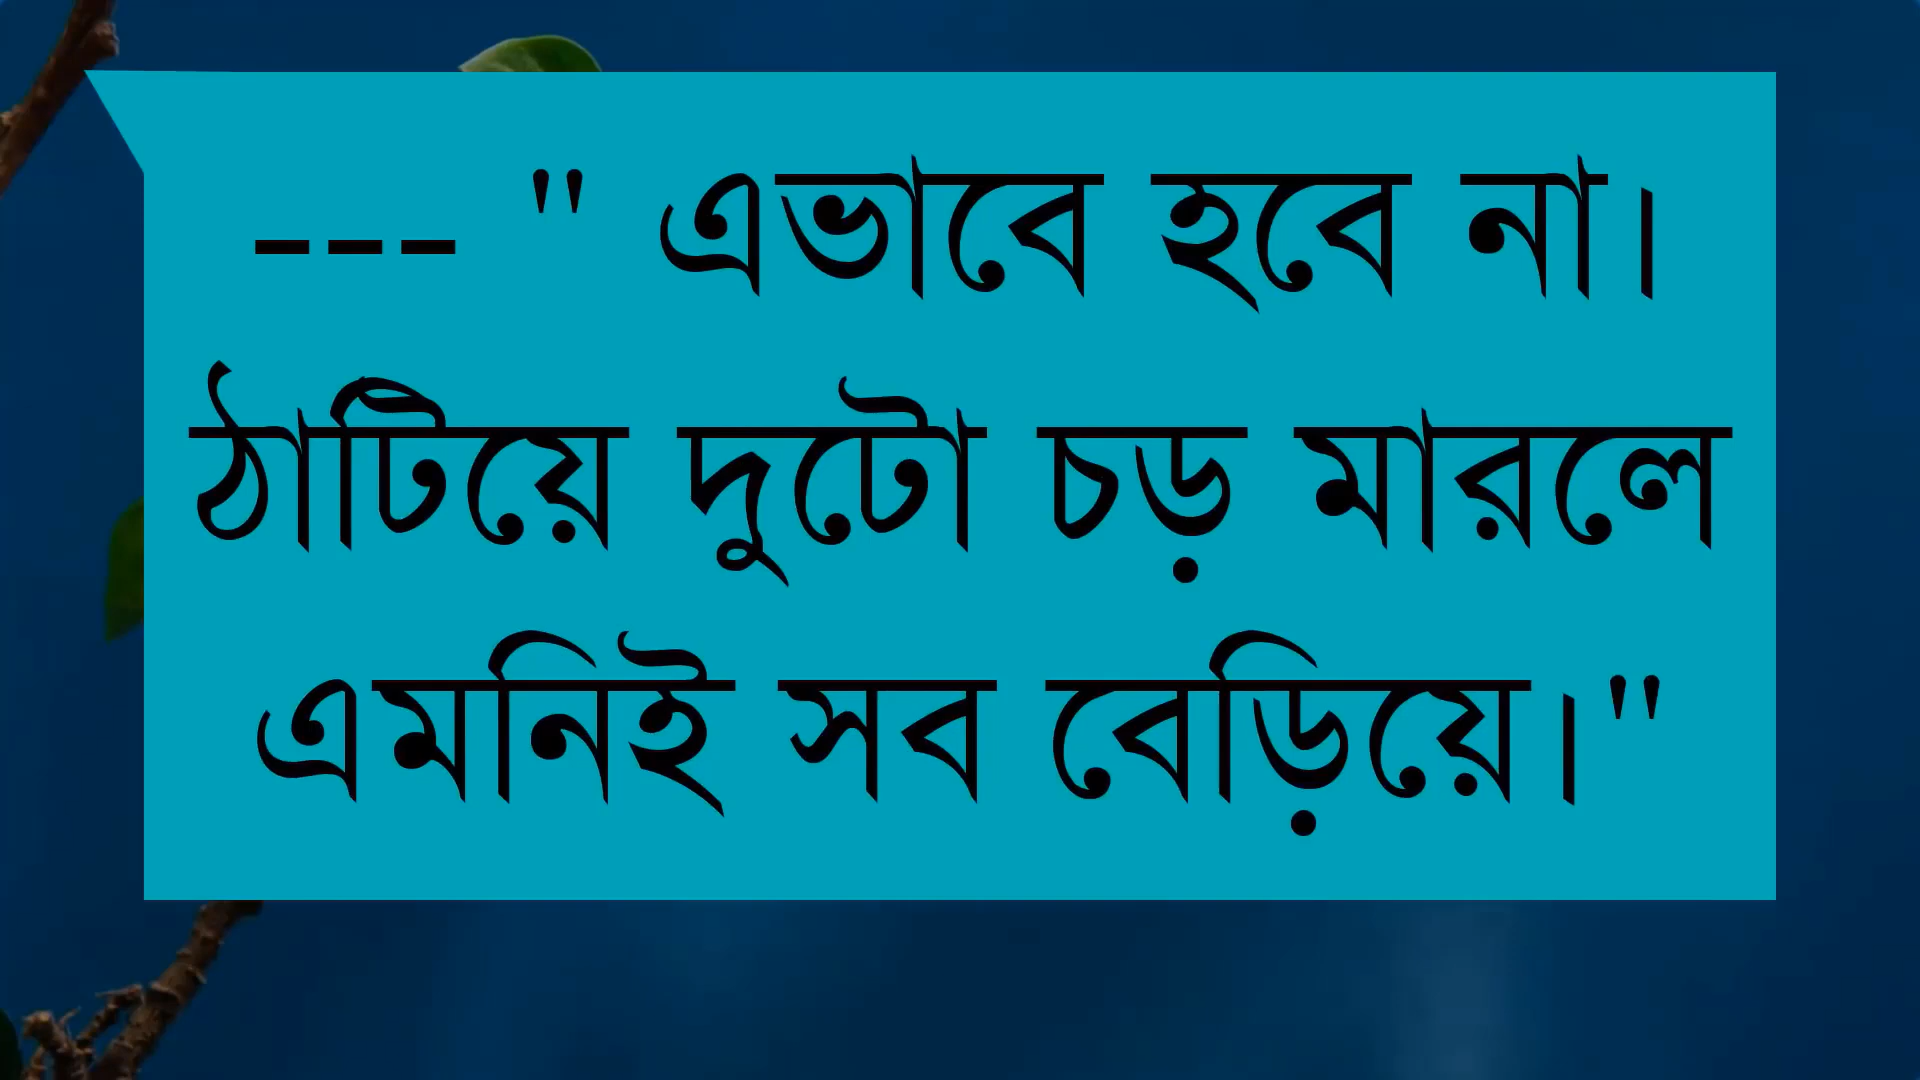 --- " এভাবে হবে না।
ঠাটিয়ে দুটো চড় মারলে
এমনিই সব বেড়িয়ে।"